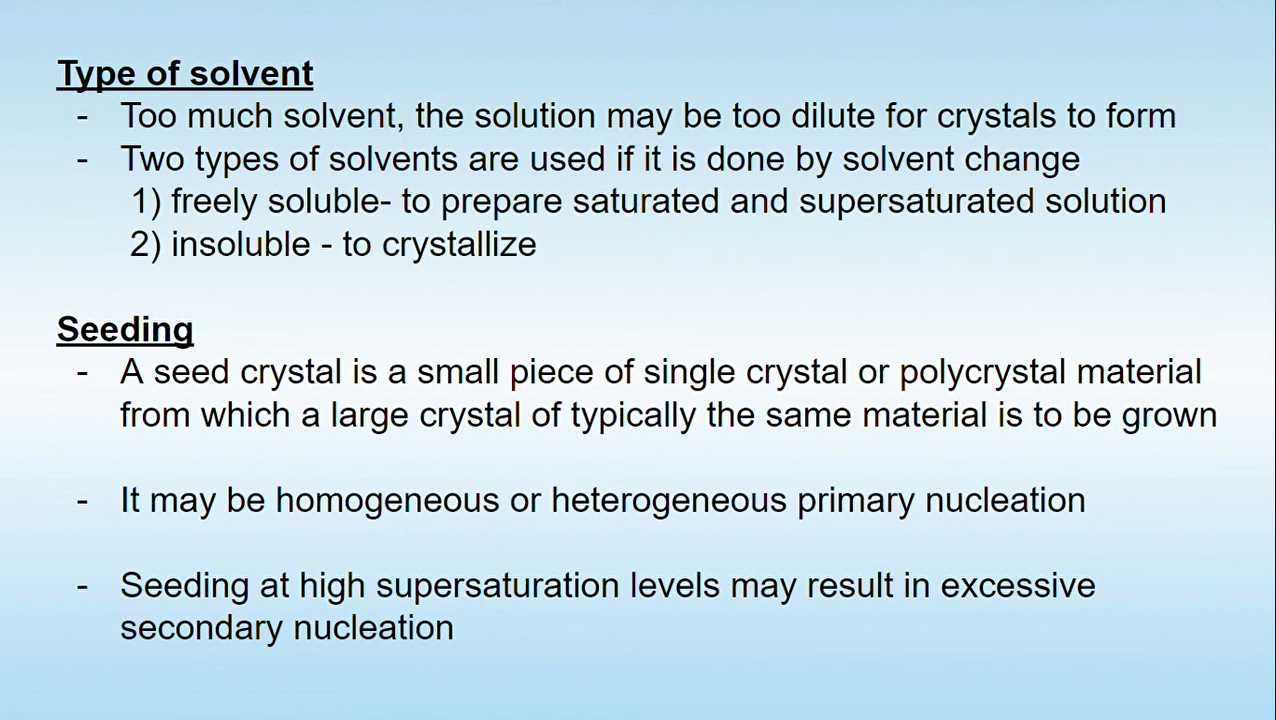 Type of solvent
- Too much solvent, the solution may be too dilute for crystals to form
- Two types of solvents are used if it is done by solvent change
1) freely soluble- to prepare saturated and supersaturated solution
2) insoluble - to crystallize
Seeding
- A seed crystal is a small piece of single crystal or polycrystal material
from which a large crystal of typically the same material is to be grown
- It may be homogeneous or heterogeneous primary nucleation
- Seeding at high supersaturation levels may result in excessive
secondary nucleation